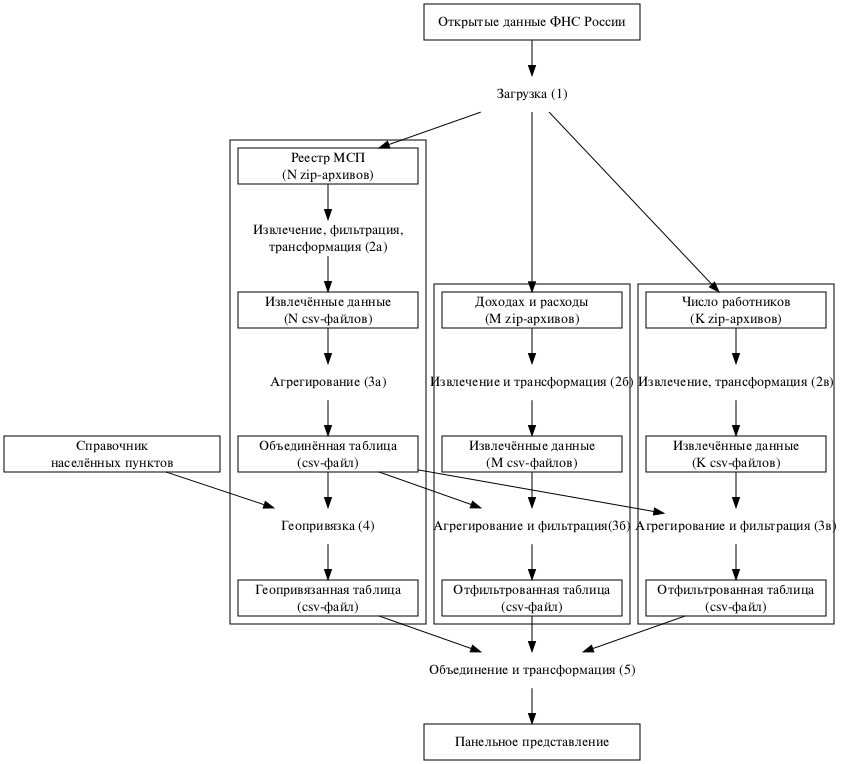 Открытые данные ФНС России
Загрузка (1)
Реестр МСП
(N zip-архивов)
Извлечение, фильтрация,
трансформация (2а)
Извлечённые данные
(N csv-файлов)
Доходах и расходы
(M zip-архивов)
Число работников
(K zip-архивов)
Агрегирование (3а)
Извлечение и трансформация (2б)
Извлечение, трансформация (2в)
Справочник
населённых пунктов
Объединённая таблица
(csv-файл)
Извлечённые данные
(M csv-файлов)
Извлечённые данные
(K csv-файлов)
Геопривязка (4)
Агрегирование и фильтрация(3б)
Агрегирование и фильтрация (3в)
Геопривязанная таблица
(csv-файл)
Отфильтрованная таблица
(csv-файл)
Отфильтрованная таблица
(csv-файл)
Объединение и трансформация (5)
Панельное представление